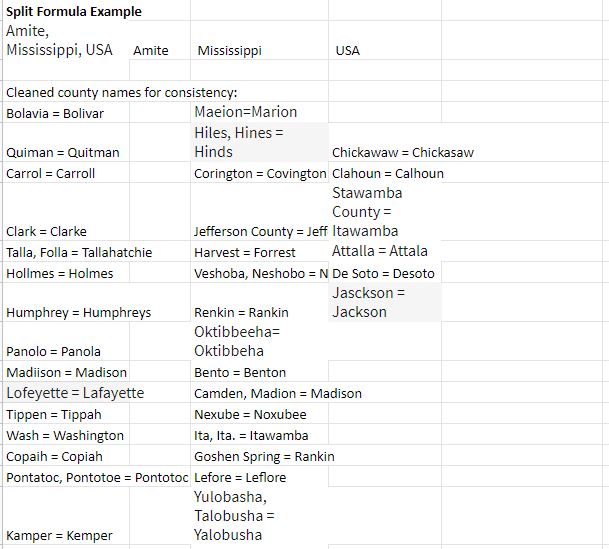 Split Formula Example
Amite,
Mississippi, USA Amite Mississippi USA
Cleaned county names for consistency:
Bolavia = Bolivar Maeion=Marion
Hiles, Hines =
Quiman = Quitman Hinds Chickawaw = Chickasaw
Carrol = Carroll Corington = Covington Clahoun = Calhoun
Stawamba
County =
Clark = Clarke Jefferson County = Jeff Itawamba
Talla, Folla = Tallahatchie Harvest = Forrest Attalla = Attala
Hollmes = Holmes Veshoba, Neshobo = N De Soto = Desoto
Jasckson =
Humphrey = Humphreys Renkin = Rankin Jackson
Oktibbeeha=
Panolo = Panola Oktibbeha
Madiison = Madison Bento = Benton
Lofeyette = Lafayette Camden, Madion = Madison
Tippen = Tippah Nexube = Noxubee
Wash = Washington Ita, Ita. = Itawamba
Copaih = Copiah Goshen Spring = Rankin
Pontatoc, Pontotoe = Pontotoc Lefore = Leflore
Yulobasha,
Talobusha =
Kamper = Kemper Yalobusha